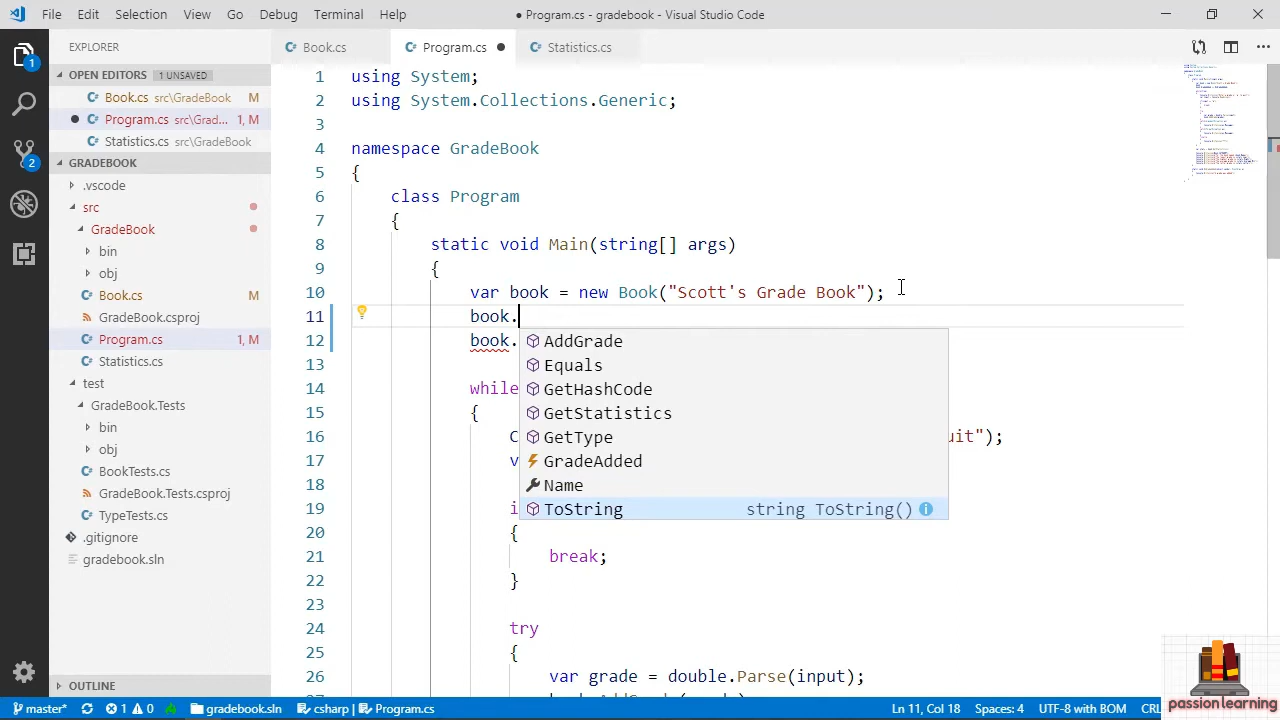 File Edit Selection View Go Debug Terminal Help
● Program.cs - gradebook - Visual Studio Code
EXPLORER
OPEN EDITORS 1 UNSAVED
Book.cs src\GradeBook M
Program.cs src\Grad... 1, M
Statistics.cs src\GradeBook
GRADEBOOK
.vscode
src
GradeBook
bin
obj
Book.cs M
GradeBook.csproj
Program.cs 1, M
Statistics.cs
test
GradeBook.Tests
bin
obj
BookTests.cs
GradeBook.Tests.csproj
TypeTests.cs
.gitignore
gradebook.sln
OUTLINE
1
2
Book.cs Program.cs ● Statistics.cs
1 using System;
2 using System.Collections.Generic;
3
4 namespace GradeBook
5 {
6 class Program
7 {
8 static void Main(string[] args)
9 {
10 var book = new Book("Scott's Grade Book");
11 book.
12 book.
13
14 while
15 {
16 C uit");
17 v
18
19 i
20 {
21 break;
22 }
23
24 try
25 {
26 var grade = double.Parse(input);
27
AddGrade
Equals
GetHashCode
GetStatistics
GetType
GradeAdded
Name
ToString string ToString()
passion learning
master* 1 0 gradebook.sln csharp | Program.cs Ln 11, Col 18 Spaces: 4 UTF-8 with BOM CRL